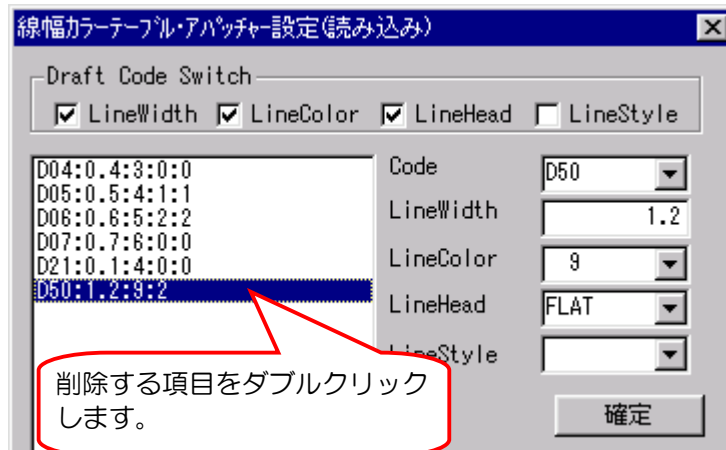 線幅ｶﾗｰﾃｰﾌﾞﾙ･ｱﾊﾟｯﾁｬｰ設定(読み込み)
Draft Code Switch
LineWidth LineColor LineHead LineStyle
D04:0.4:3:0:0
D05:0.5:4:1:1
D06:0.6:5:2:2
D07:0.7:6:0:0
D21:0.1:4:0:0
D50:1.2:9:2
Code D50
LineWidth 1.2
LineColor 9
LineHead FLAT
LineStyle
削除する項目をダブルクリック
します。
確定